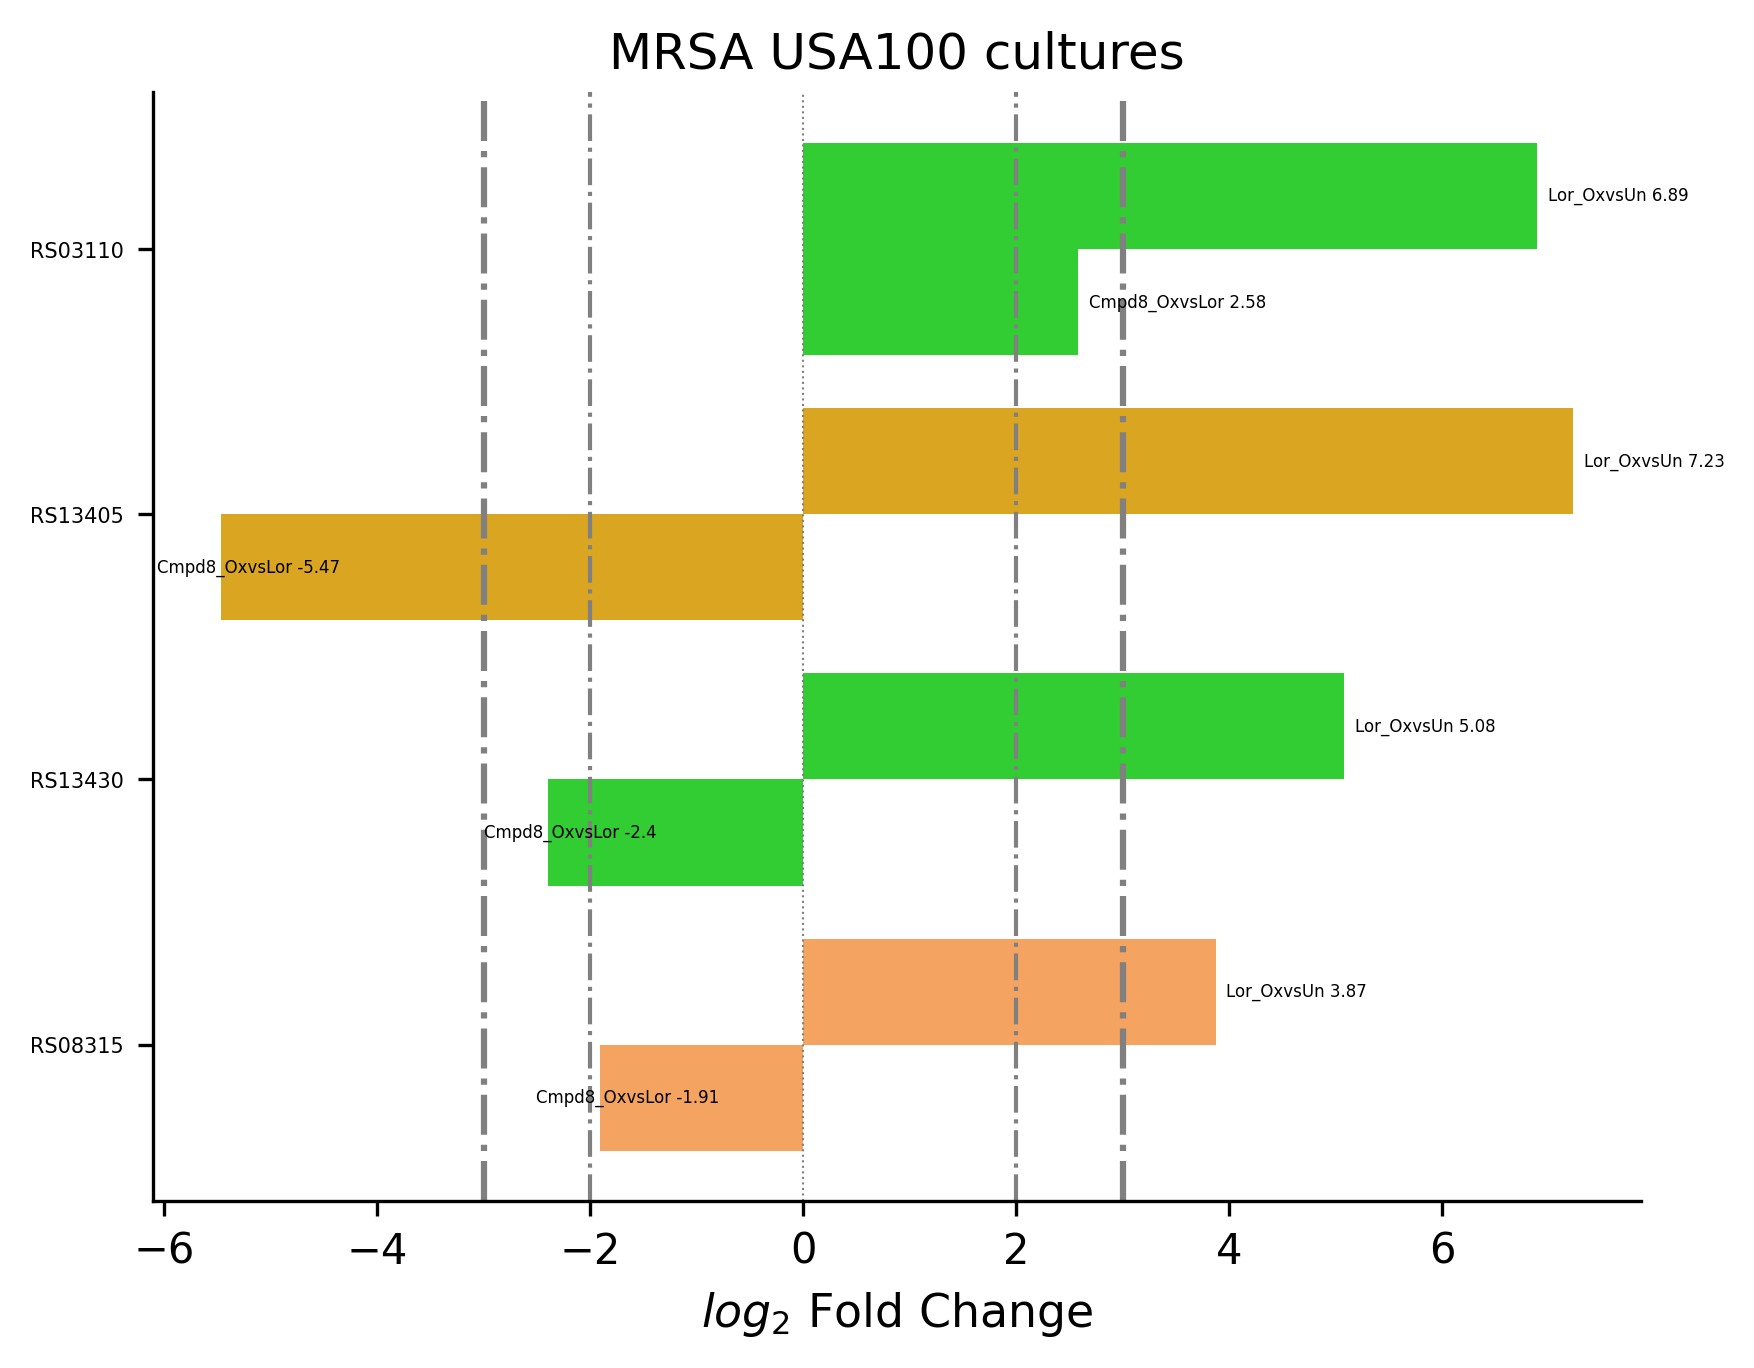 MRSA USA100 cultures
Lor_OxvsUn 6.89
RS03110
Cmpd8_OxvsLor 2.58
Lor_OxvsUn 7.23
RS13405
Cmpd8_OxvsLor -5.47
Lor_OxvsUn 5.08
RS13430
Cmpd8_OxvsLor -2.4
Lor_OxvsUn 3.87
RS08315
Cmpd8_OxvsLor -1.91
−6 −4 −2 0 2 4 6
log₂ Fold Change